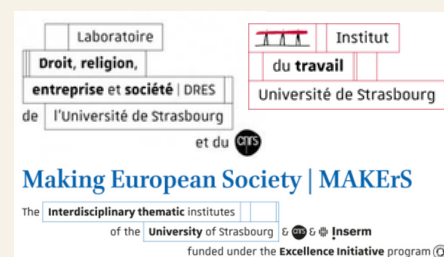 Laboratoire
Droit, religion,
entreprise et société | DRES
de l'Université de Strasbourg
et du cnrs
Institut
du travail
Université de Strasbourg
Making European Society | MAKErS
The Interdisciplinary thematic institutes
of the University of Strasbourg & cnrs & Inserm
funded under the Excellence Initiative program